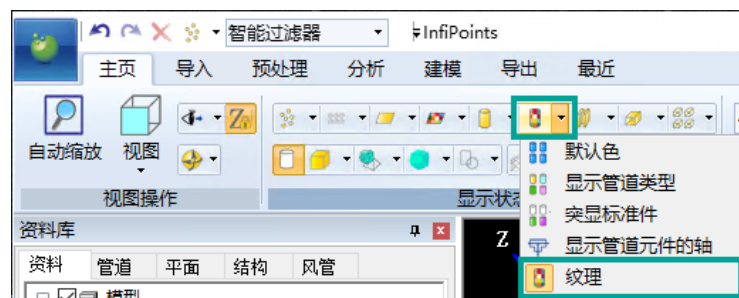 智能过滤器 InfiPoints
主页 导入 预处理 分析 建模 导出 最近
自动缩放 视图
视图操作 显示状
默认色
显示管道类型
突显标准件
显示管道元件的轴
纹理
资料库
资料 管道 平面 结构 风管
模型
Z